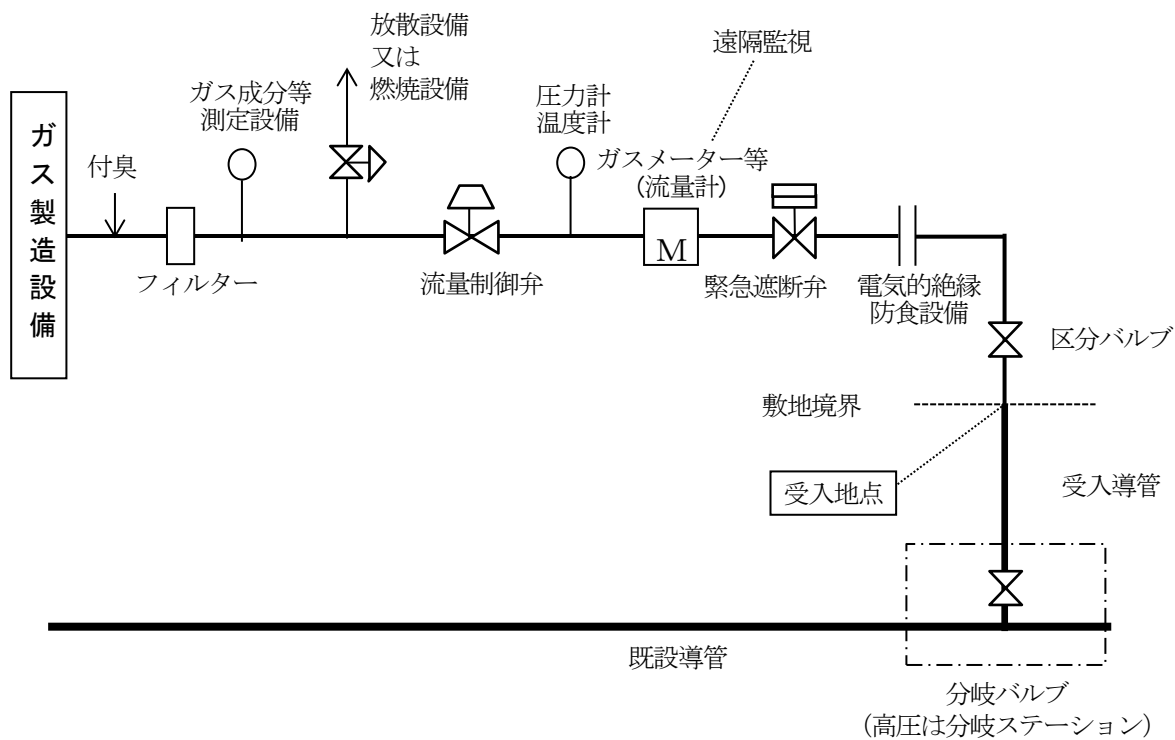 放散設備
又は
燃焼設備
遠隔監視
ガス成分等
測定設備
圧力計
温度計
ガス製造設備
付臭
ガスメーター等
(流量計)
M
フィルター
流量制御弁
緊急遮断弁
電気的絶縁
防食設備
区分バルブ
敷地境界
受入地点
受入導管
既設導管
分岐バルブ
(高圧は分岐ステーション)